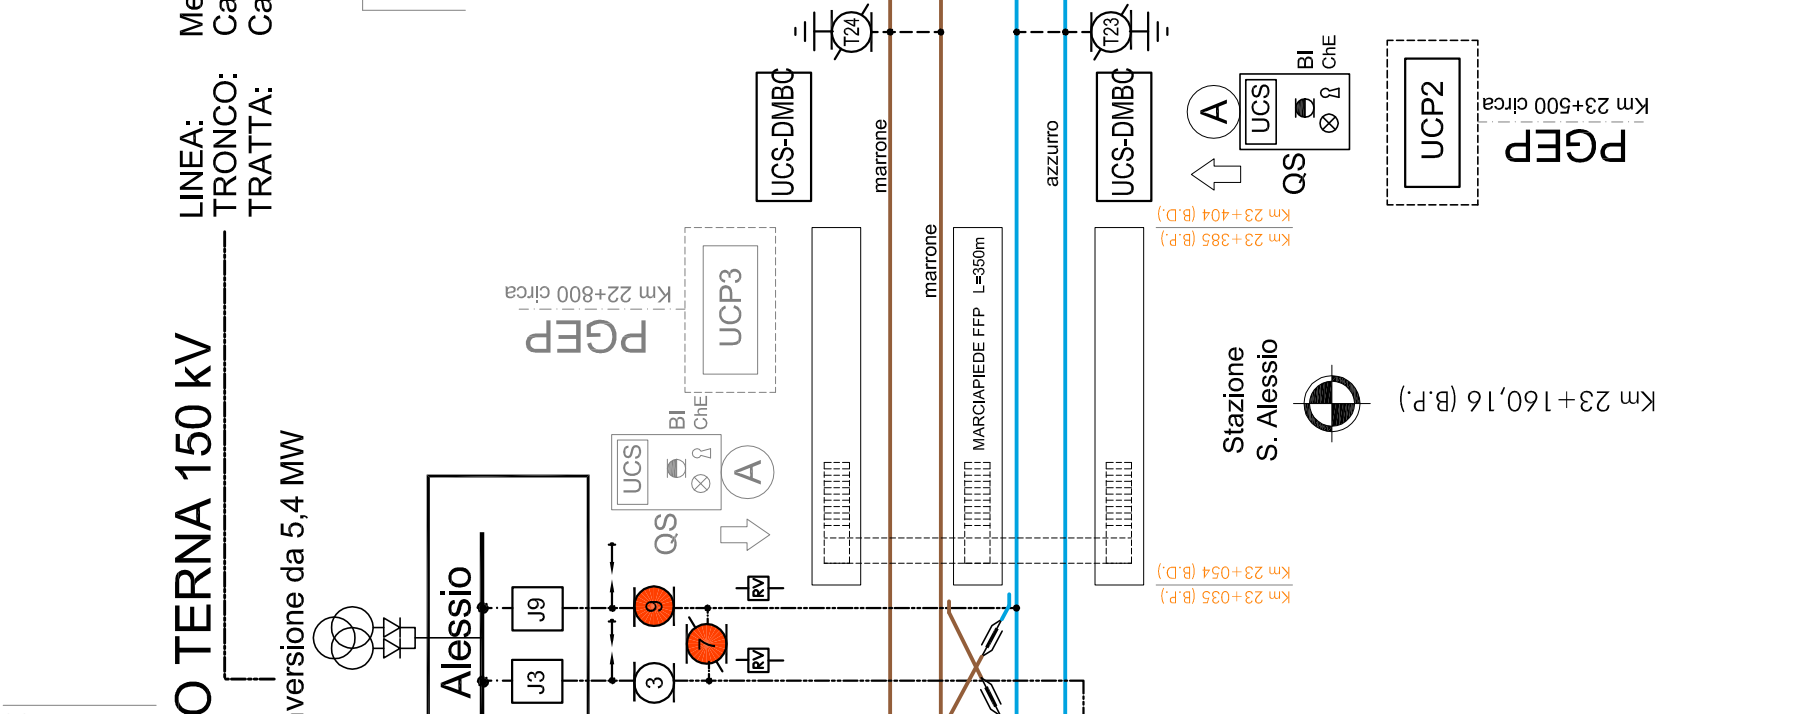 Me
Ca
Ca
LINEA:
TRONCO:
TRATTA:
O TERNA 150 kV
versione da 5,4 MW
Alessio
J9
J3
9
7
3
RV
RV
Km 22+800 circa
PGEP
UCP3
UCS
BI
ChE
A
QS
T24
T23
UCS-DMBC
UCS-DMBC
marrone
marrone
azzurro
MARCIAPIEDE FFP L=350m
A
UCS
BI
ChE
QS
UCP2
Km 23+500 circa
PGEP
Km 23+404 (B.D.)
Km 23+385 (B.P.)
Stazione
S. Alessio
Km 23+160,16 (B.P.)
Km 23+054 (B.D.)
Km 23+035 (B.P.)